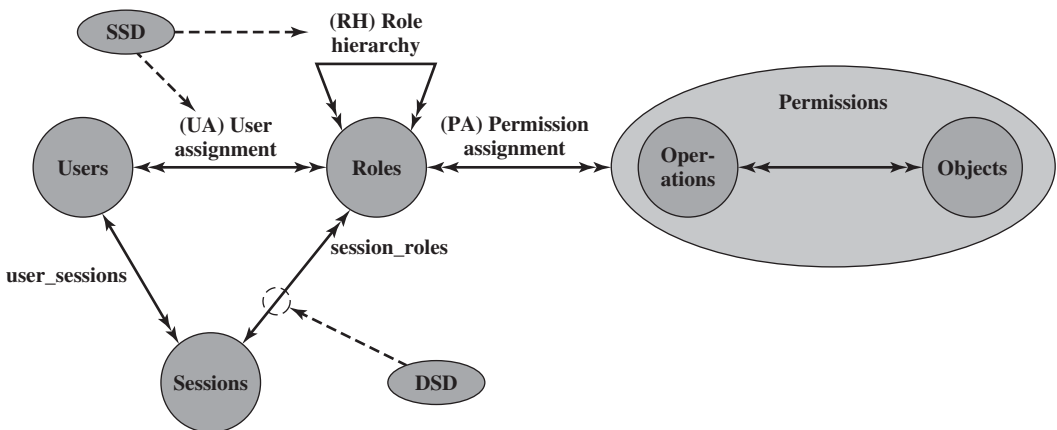 SSD
(RH) Role
hierarchy
(UA) User
assignment
(PA) Permission
assignment
Permissions
Users
Roles
Oper-
ations
Objects
user_sessions
session_roles
Sessions
DSD